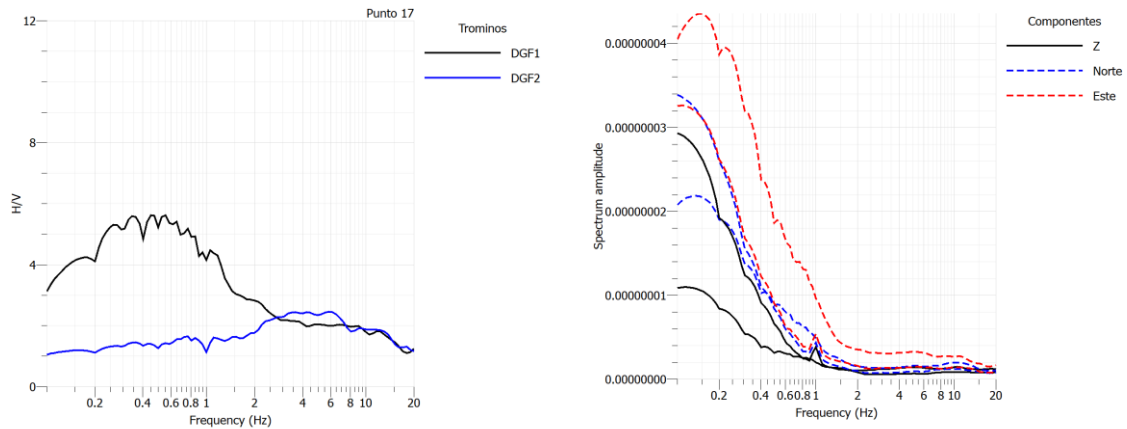 Punto 17
Trominos
DGF1
DGF2
12
8
4
0
H/V
0.2
0.4
0.6
0.8
1
2
4
6
8
10
20
Frequency (Hz)
Componentes
Z
Norte
Este
0.00000004
0.00000003
0.00000002
0.00000001
0.00000000
Spectrum amplitude
0.2
0.4
0.6
0.8
1
2
4
6
8
10
20
Frequency (Hz)